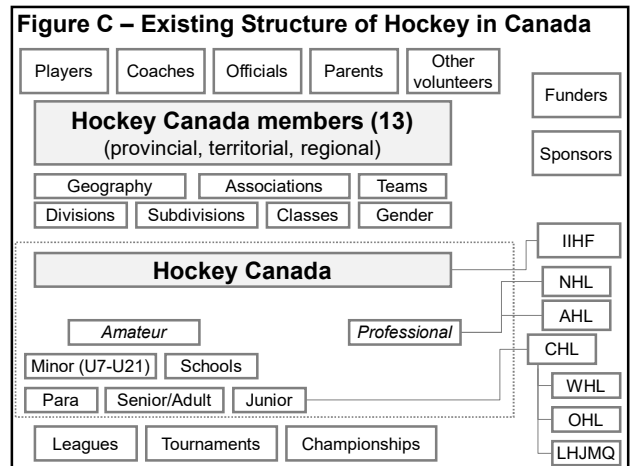 Figure C – Existing Structure of Hockey in Canada
Players
Coaches
Officials
Parents
Other
volunteers
Funders
Hockey Canada members (13)
(provincial, territorial, regional)
Sponsors
Geography
Associations
Teams
Divisions
Subdivisions
Classes
Gender
IIHF
Hockey Canada
NHL
AHL
Amateur
Professional
CHL
Minor (U7-U21)
Schools
WHL
Para
Senior/Adult
Junior
OHL
Leagues
Tournaments
Championships
LHJMQ